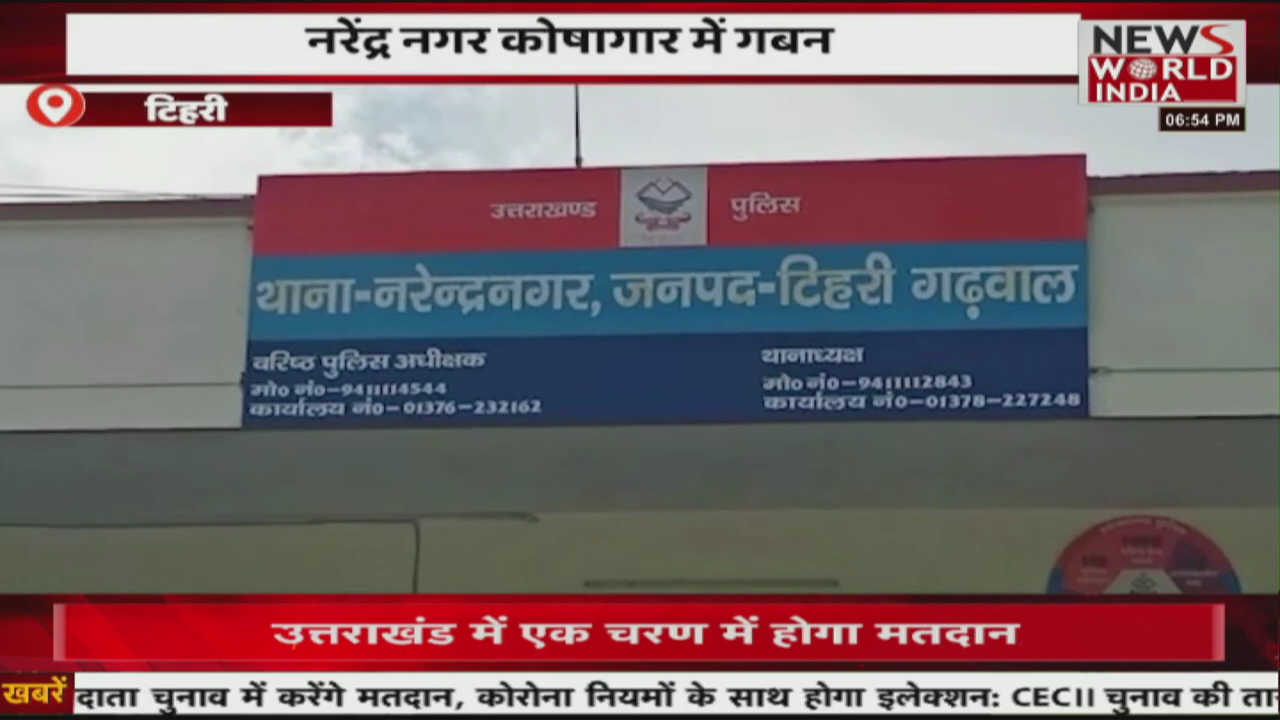 नरेंद्र नगर कोषागार में गबन
NEWS
WORLD
INDIA
06:54 PM
टिहरी
उत्तराखण्ड पुलिस
थाना-नरेन्द्रनगर, जनपद-टिहरी गढ़वाल
वरिष्ठ पुलिस अधीक्षक
मो० नं०-9411114544
कार्यालय नं०-01376-232162
थानाध्यक्ष
मो० नं०-9411112843
कार्यालय नं०-01378-227248
उत्तराखंड में एक चरण में होगा मतदान
खबरें दाता चुनाव में करेंगे मतदान, कोरोना नियमों के साथ होगा इलेक्शन: CECII चुनाव की ता